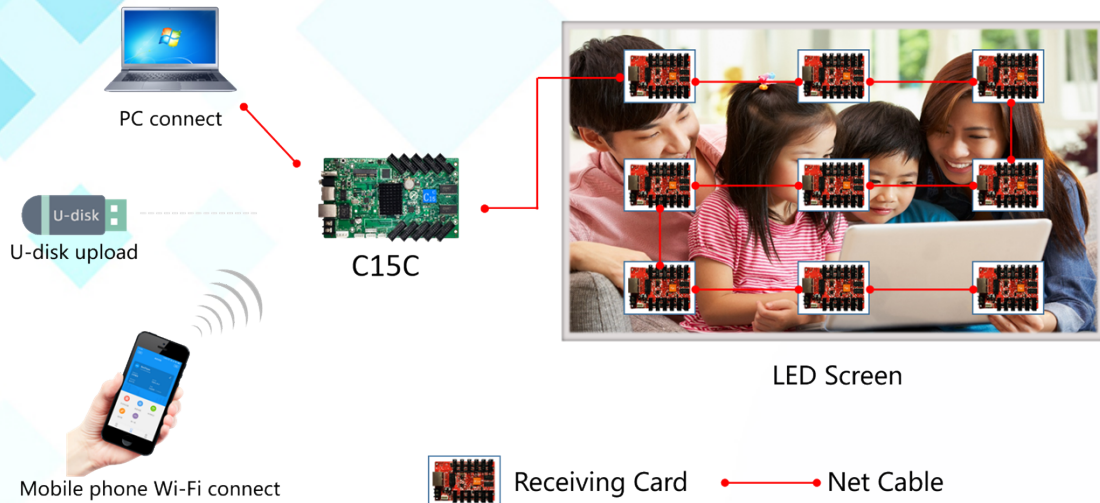 PC connect
U-disk
U-disk upload
C15C
Mobile phone Wi-Fi connect
LED Screen
Receiving Card
Net Cable